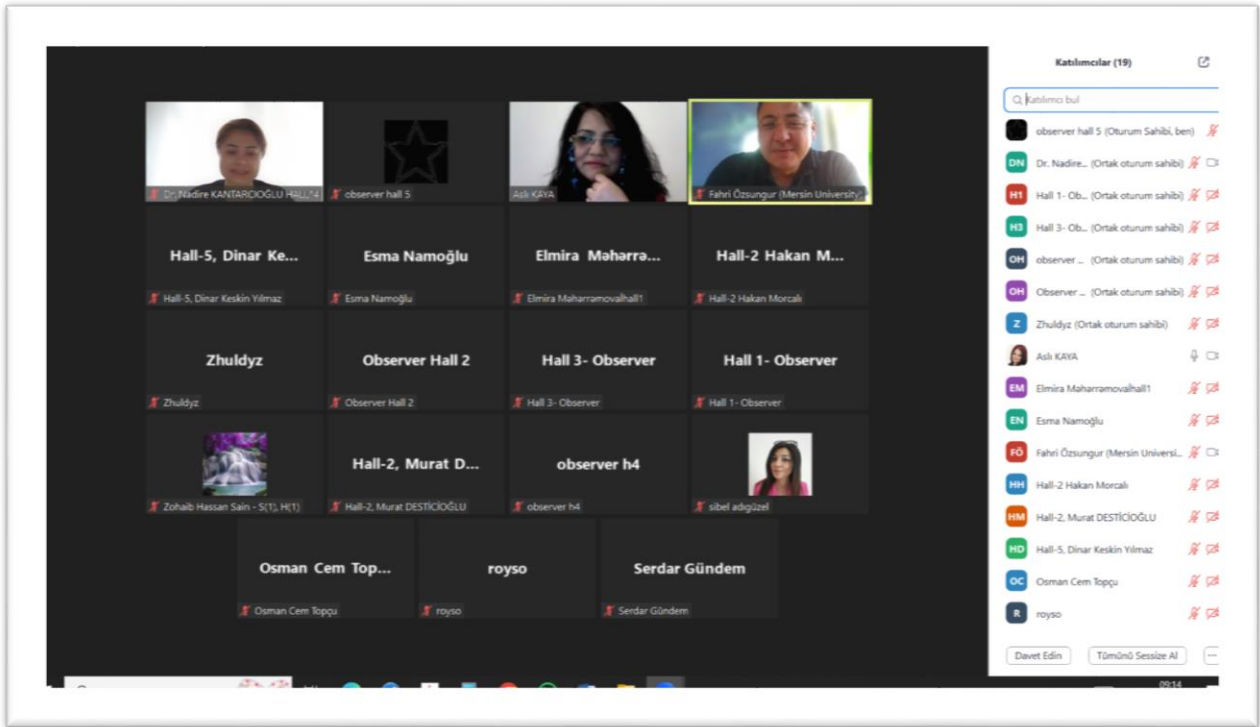 Dr. Nadire KANTARCIOĞLU HALL"4
observer hall 5
Aslı KAYA
Fahri Özsungur (Mersin University
Hall-5, Dinar Ke...
Esma Namoğlu
Elmira Məhərrə...
Hall-2 Hakan M...
Hall-5, Dinar Keskin Yılmaz
Esma Namoğlu
Elmira Məhərrəmovalhall1
Hall-2 Hakan Morcalı
Zhuldyz
Observer Hall 2
Hall 3- Observer
Hall 1- Observer
Zhuldyz
Observer Hall 2
Hall 3- Observer
Hall 1- Observer
Hall-2, Murat D...
observer h4
Zohaib Hassan Sain - S(1), H(1)
Hall-2, Murat DESTİCİOĞLU
observer h4
sibel adıgüzel
Osman Cem Top...
royso
Serdar Gündem
Osman Cem Topçu
royso
Serdar Gündem
Katılımcılar (19)
Katılımcı bul
observer hall 5 (Oturum Sahibi, ben)
DN Dr. Nadire... (Ortak oturum sahibi)
H1 Hall 1- Ob... (Ortak oturum sahibi)
H3 Hall 3- Ob... (Ortak oturum sahibi)
OH observer ... (Ortak oturum sahibi)
OH Observer ... (Ortak oturum sahibi)
Z Zhuldyz (Ortak oturum sahibi)
Aslı KAYA
EM Elmira Məhərrəmovalhall1
EN Esma Namoğlu
FÖ Fahri Özsungur (Mersin Universi...
HH Hall-2 Hakan Morcalı
HM Hall-2, Murat DESTİCİOĞLU
HD Hall-5, Dinar Keskin Yılmaz
OC Osman Cem Topçu
R royso
Davet Edin
Tümünü Sessize Al
09:14